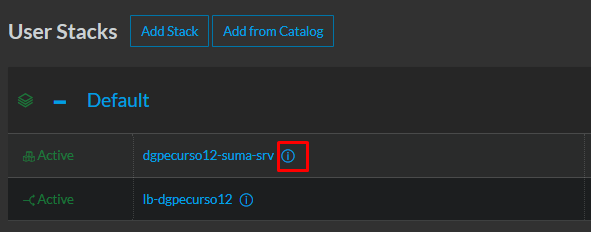 User Stacks Add Stack Add from Catalog
Default
Active dgpecurso12-suma-srv
Active lb-dgpecurso12